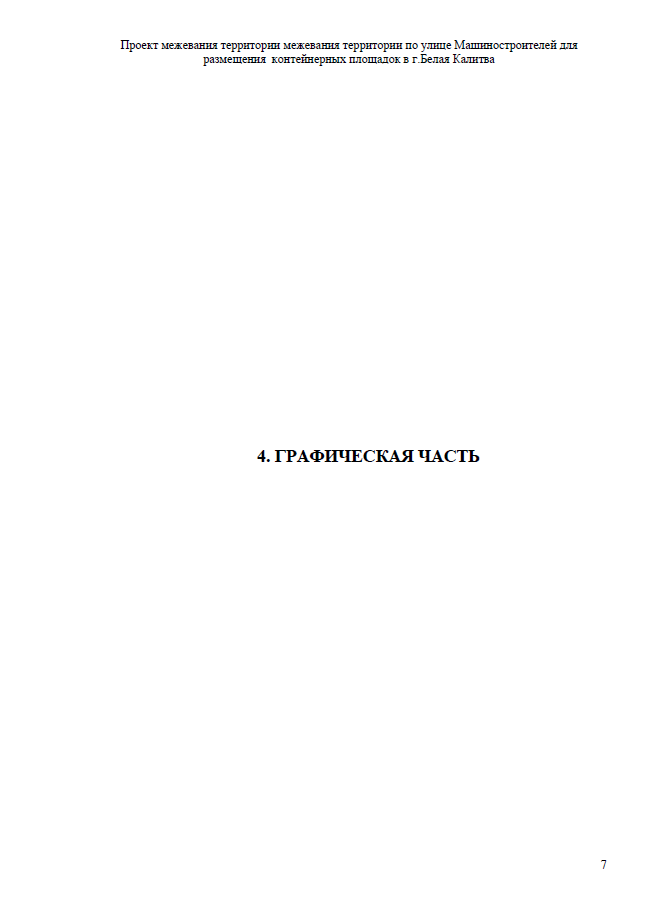 Проект межевания территории межевания территории по улице Машиностроителей для
размещения контейнерных площадок в г.Белая Калитва
4. ГРАФИЧЕСКАЯ ЧАСТЬ
7